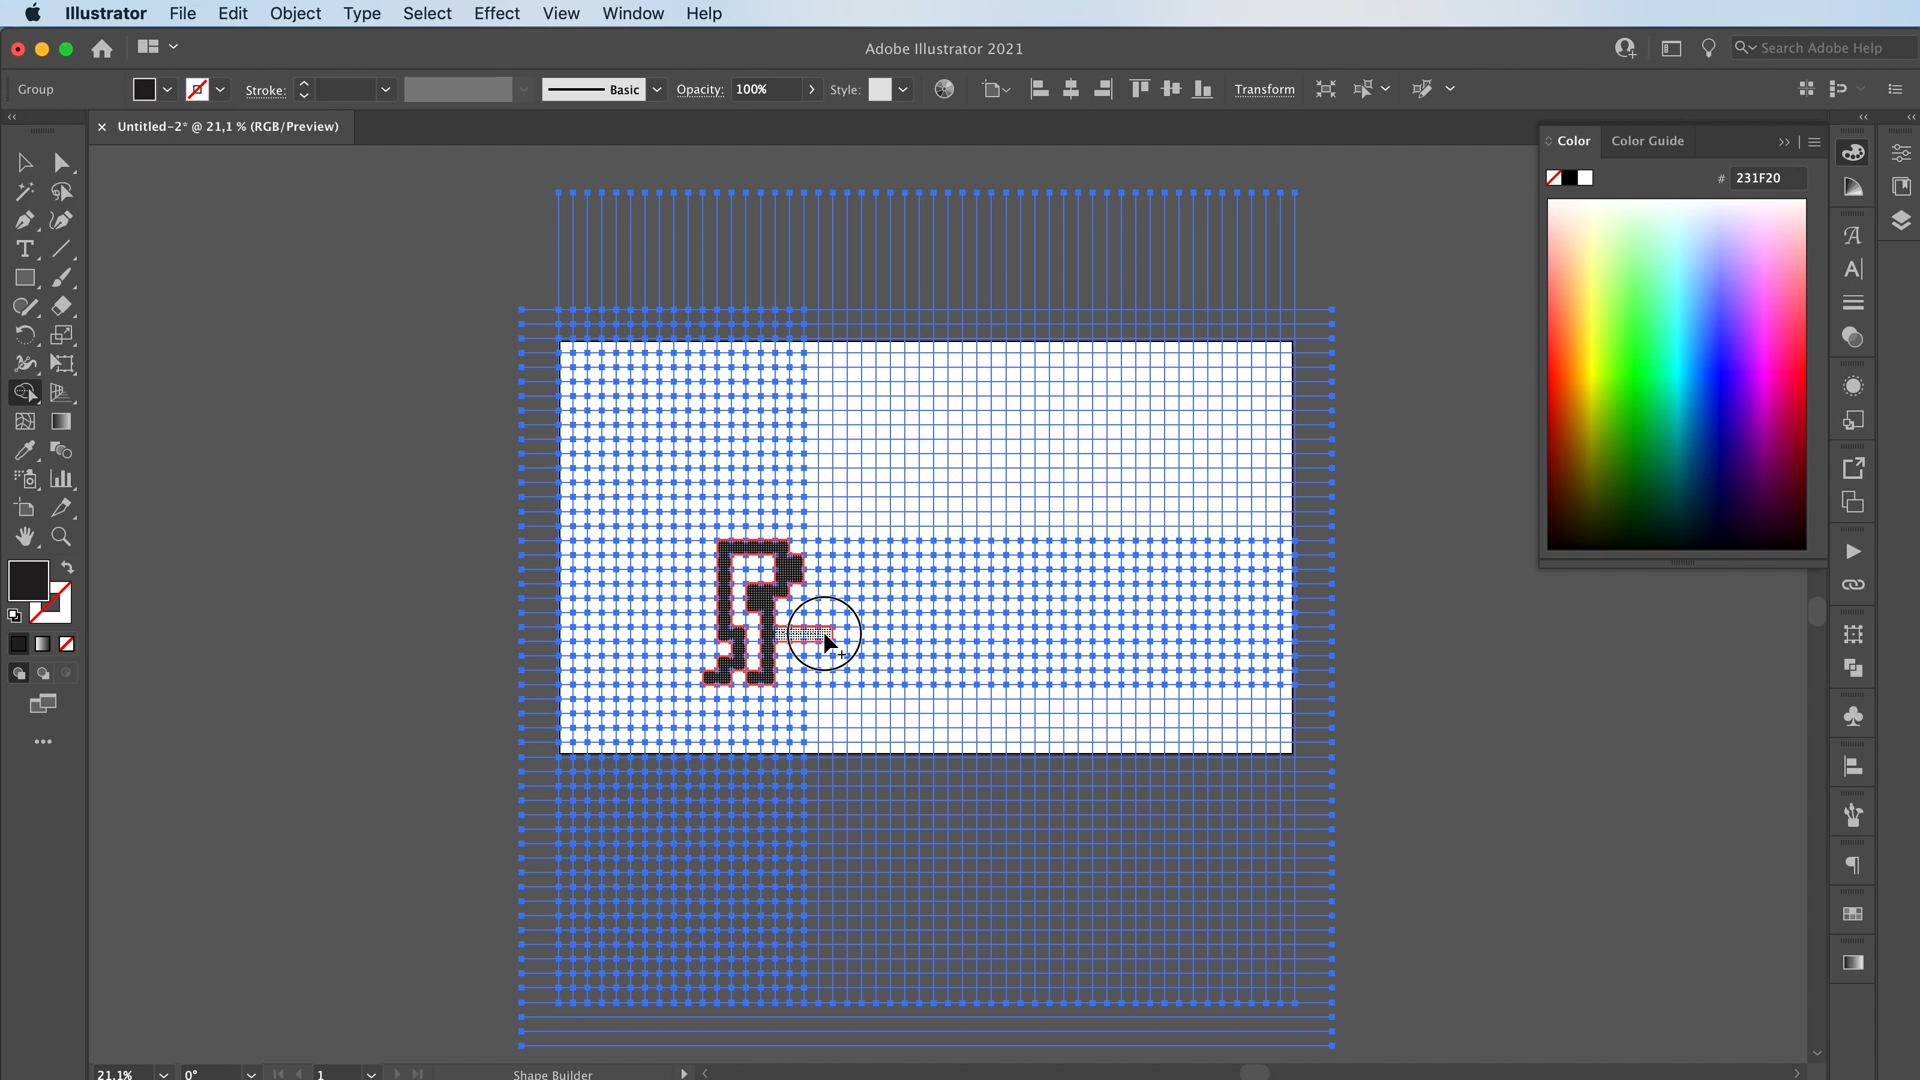 Illustrator File Edit Object Type Select Effect View Window Help
Adobe Illustrator 2021
Search Adobe Help
Group
Stroke:
Basic
Opacity: 100%
Style:
Transform
Untitled-2* @ 21,1 % (RGB/Preview)
Color
Color Guide
# 231F20
21,1%
0°
1
Shape Builder